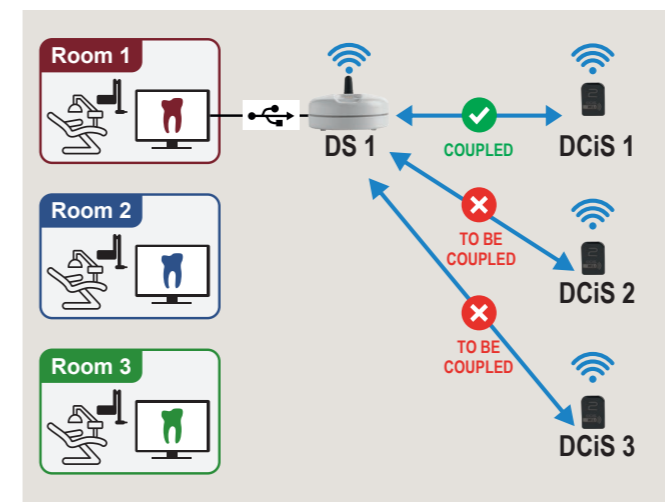 Room 1
DS 1
COUPLED
DCiS 1
Room 2
TO BE
COUPLED
DCiS 2
Room 3
TO BE
COUPLED
DCiS 3